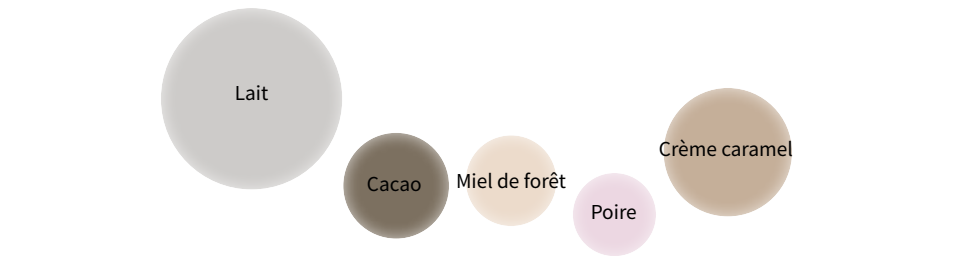 Lait
Cacao
Miel de forêt
Poire
Crème caramel